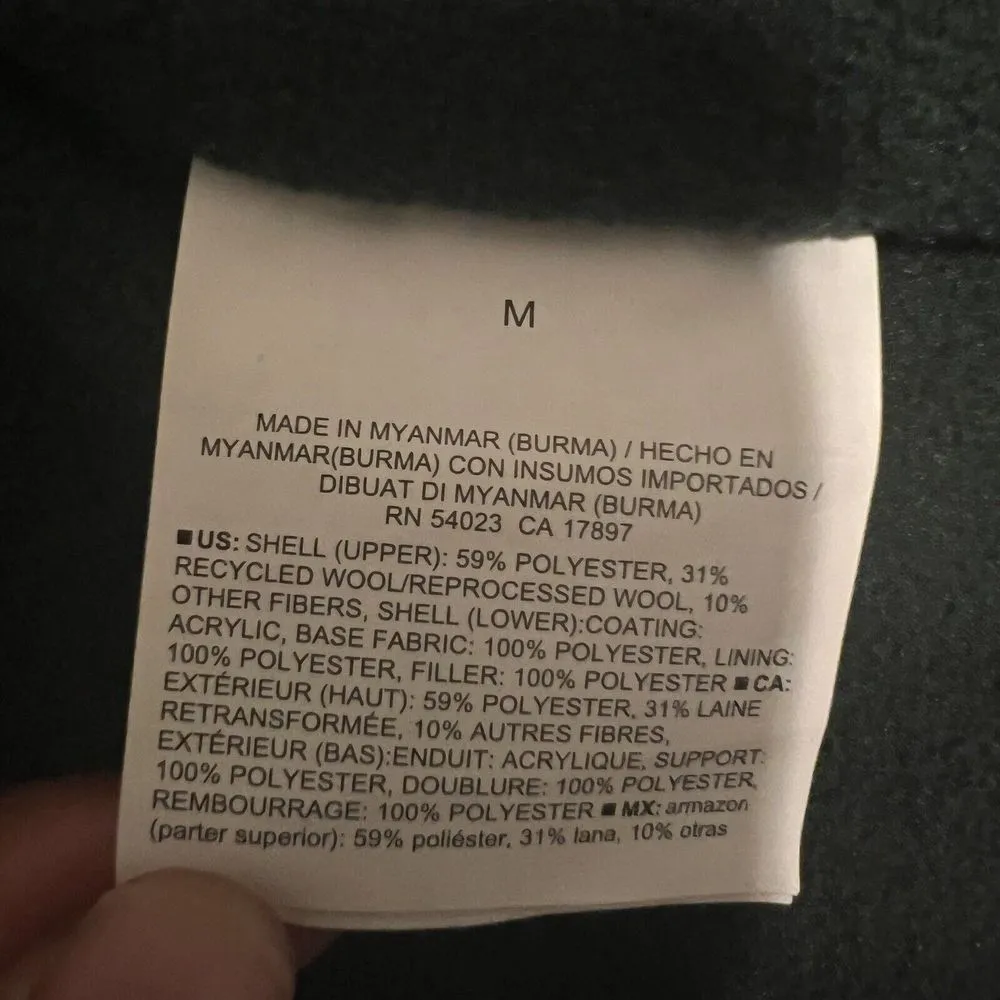 M
MADE IN MYANMAR (BURMA) / HECHO EN
MYANMAR(BURMA) CON INSUMOS IMPORTADOS /
DIBUAT DI MYANMAR (BURMA)
RN 54023 CA 17897
■US: SHELL (UPPER): 59% POLYESTER, 31%
RECYCLED WOOL/REPROCESSED WOOL, 10%
OTHER FIBERS, SHELL (LOWER):COATING:
ACRYLIC, BASE FABRIC: 100% POLYESTER, LINING:
100% POLYESTER, FILLER: 100% POLYESTER ■CA:
EXTÉRIEUR (HAUT): 59% POLYESTER, 31% LAINE
RETRANSFORMÉE, 10% AUTRES FIBRES,
EXTÉRIEUR (BAS):ENDUIT: ACRYLIQUE, SUPPORT:
100% POLYESTER, DOUBLURE: 100% POLYESTER,
REMBOURRAGE: 100% POLYESTER ■MX: armazon
(parter superior): 59% poliéster, 31% lana, 10% otras